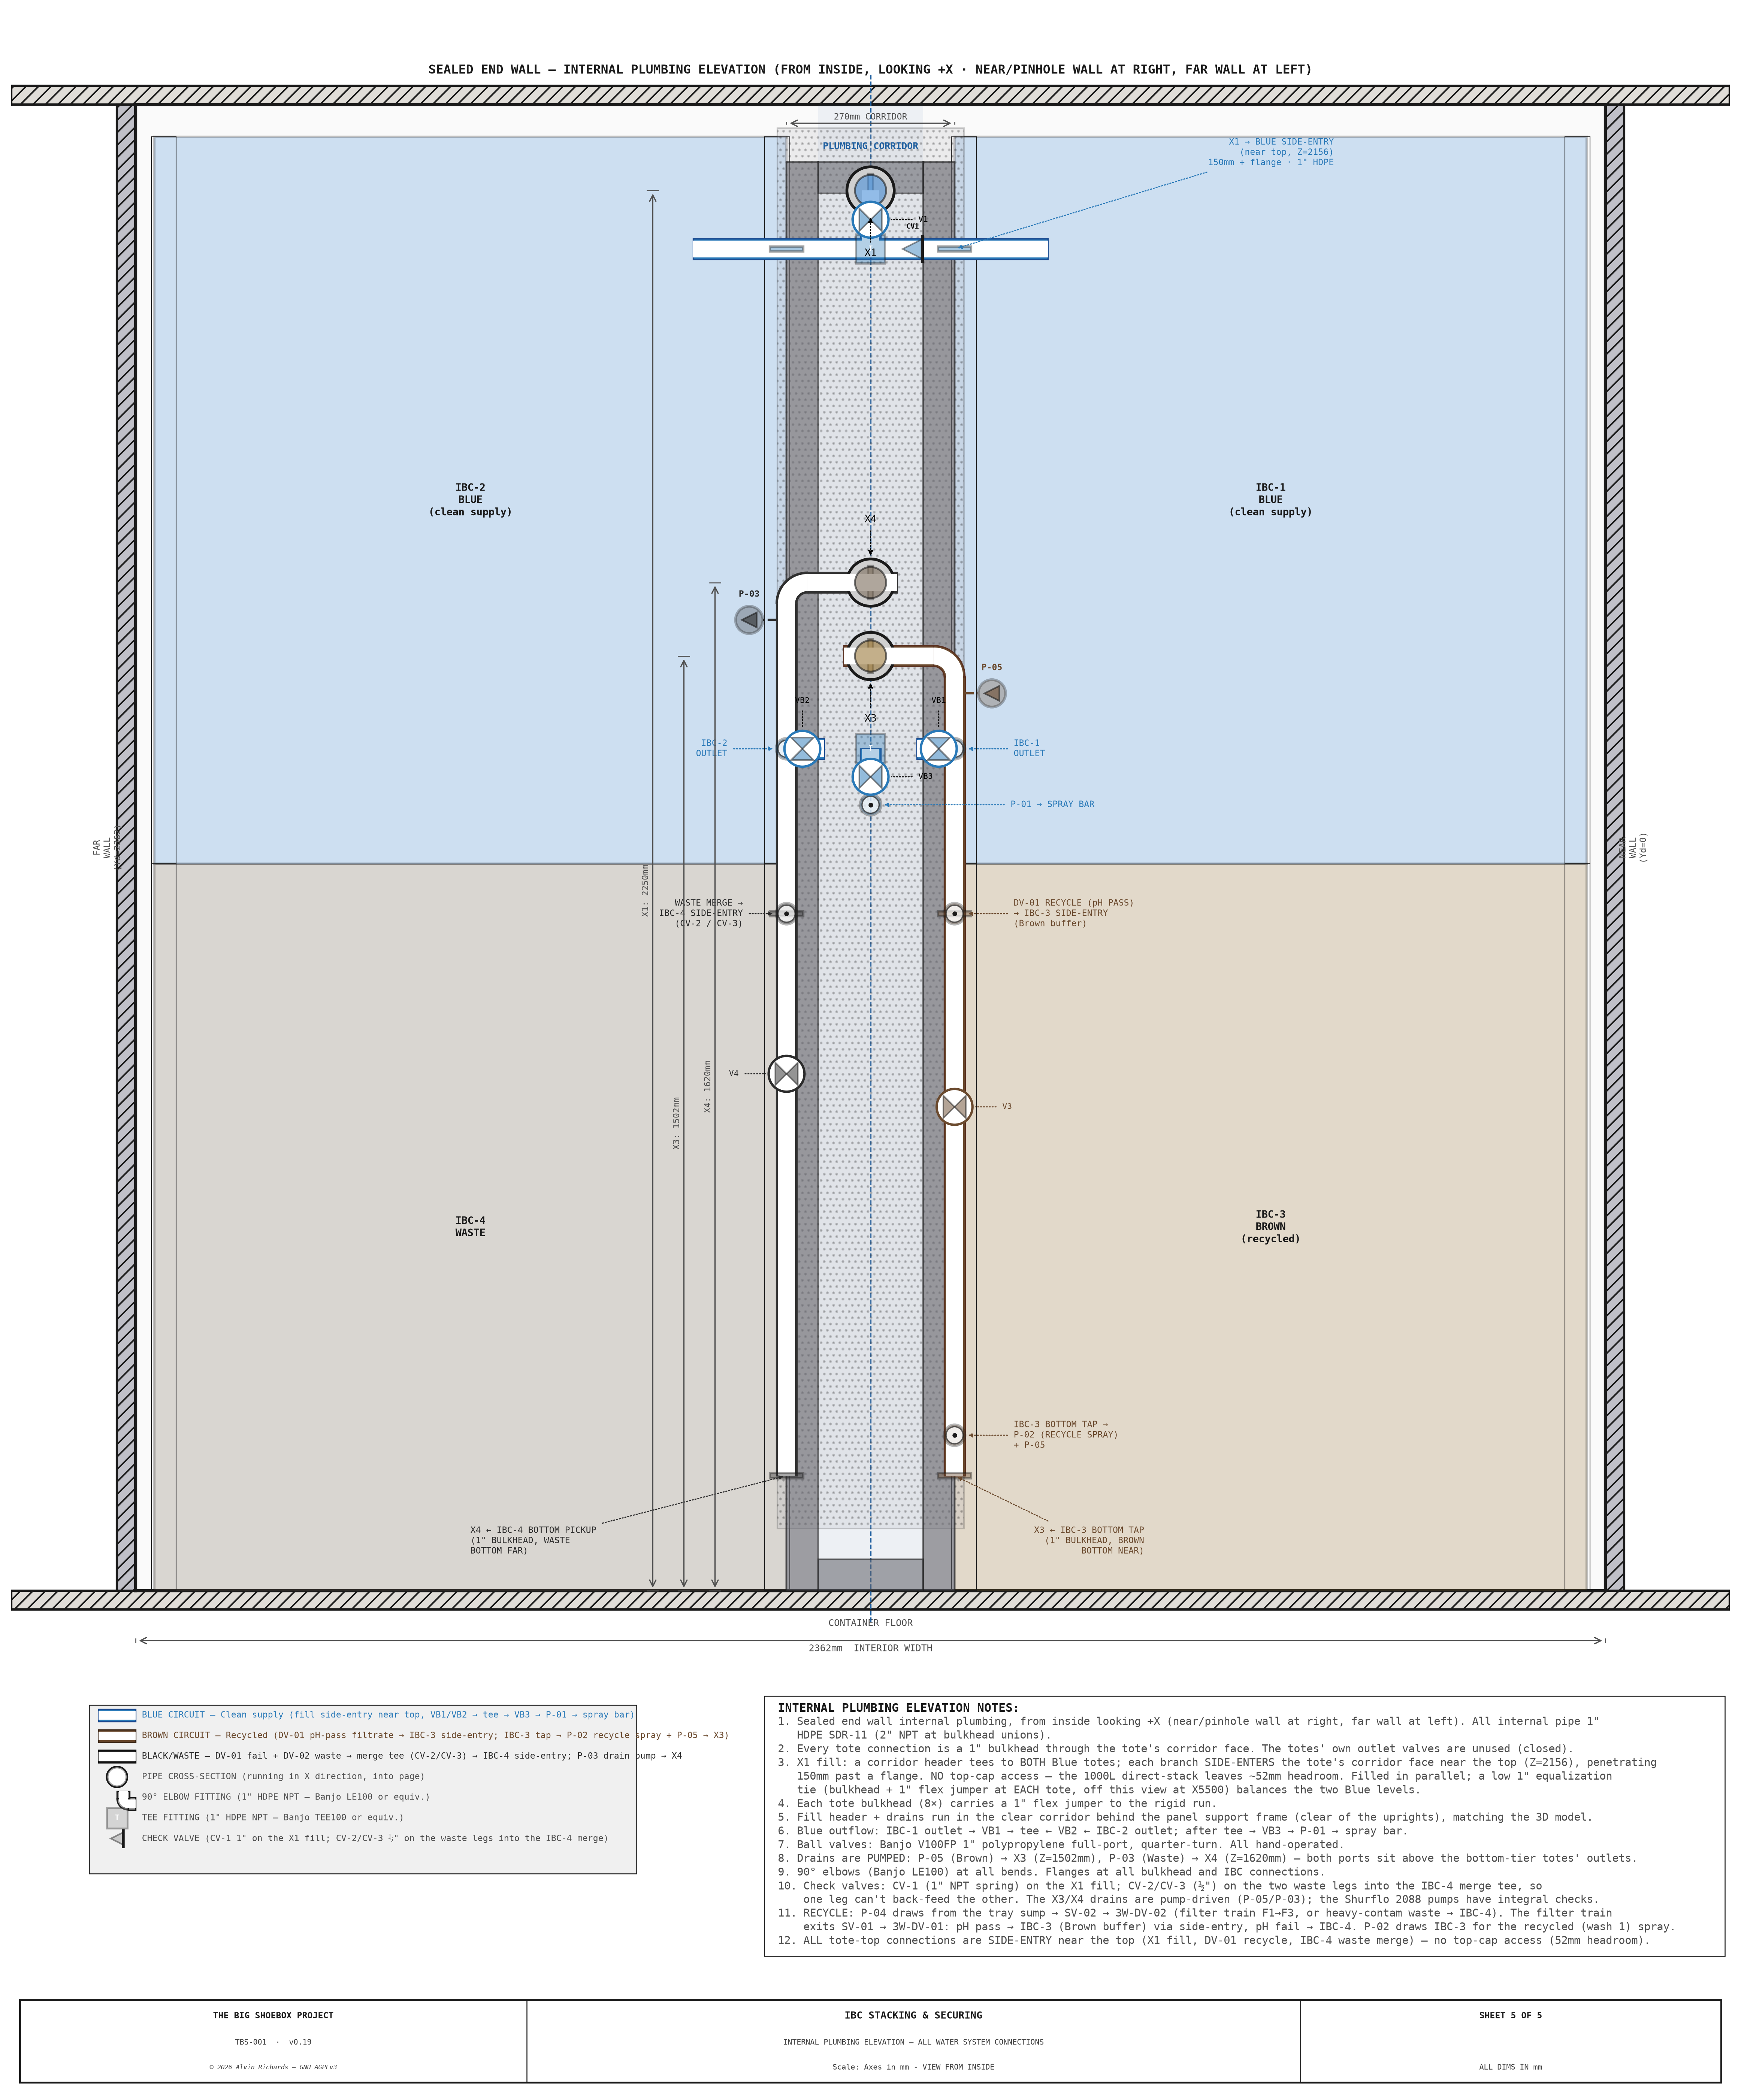 SEALED END WALL — INTERNAL PLUMBING ELEVATION (FROM INSIDE, LOOKING +X · NEAR/PINHOLE WALL AT RIGHT, FAR WALL AT LEFT)
270mm CORRIDOR
PLUMBING CORRIDOR
X1 → BLUE SIDE-ENTRY
(near top, Z=2156)
150mm + flange · 1" HDPE
V1
CV1
X1
IBC-2
BLUE
(clean supply)
IBC-1
BLUE
(clean supply)
X4
P-03
P-05
X3
VB2
VB1
IBC-2
OUTLET
IBC-1
OUTLET
VB3
P-01 → SPRAY BAR
FAR
WALL
WALL
(Yd=0)
X1: 2250mm
WASTE MERGE →
IBC-4 SIDE-ENTRY
(CV-2 / CV-3)
DV-01 RECYCLE (pH PASS)
→ IBC-3 SIDE-ENTRY
(Brown buffer)
V4
X4: 1620mm
X3: 1502mm
V3
IBC-4
WASTE
IBC-3
BROWN
(recycled)
IBC-3 BOTTOM TAP →
P-02 (RECYCLE SPRAY)
+ P-05
X4 ← IBC-4 BOTTOM PICKUP
(1" BULKHEAD, WASTE
BOTTOM FAR)
X3 ← IBC-3 BOTTOM TAP
(1" BULKHEAD, BROWN
BOTTOM NEAR)
CONTAINER FLOOR
2362mm  INTERIOR WIDTH
BLUE CIRCUIT — Clean supply (fill side-entry near top, VB1/VB2 → tee → VB3 → P-01 → spray bar)
BROWN CIRCUIT — Recycled (DV-01 pH-pass filtrate → IBC-3 side-entry; IBC-3 tap → P-02 recycle spray + P-05 → X3)
BLACK/WASTE — DV-01 fail + DV-02 waste → merge tee (CV-2/CV-3) → IBC-4 side-entry; P-03 drain pump → X4
PIPE CROSS-SECTION (running in X direction, into page)
90° ELBOW FITTING (1" HDPE NPT — Banjo LE100 or equiv.)
T TEE FITTING (1" HDPE NPT — Banjo TEE100 or equiv.)
CHECK VALVE (CV-1 1" on the X1 fill; CV-2/CV-3 ½" on the waste legs into the IBC-4 merge)
INTERNAL PLUMBING ELEVATION NOTES:
1. Sealed end wall internal plumbing, from inside looking +X (near/pinhole wall at right, far wall at left). All internal pipe 1"
HDPE SDR-11 (2" NPT at bulkhead unions).
2. Every tote connection is a 1" bulkhead through the tote's corridor face. The totes' own outlet valves are unused (closed).
3. X1 fill: a corridor header tees to BOTH Blue totes; each branch SIDE-ENTERS the tote's corridor face near the top (Z=2156), penetrating
150mm past a flange. NO top-cap access — the 1000L direct-stack leaves ~52mm headroom. Filled in parallel; a low 1" equalization
tie (bulkhead + 1" flex jumper at EACH tote, off this view at X5500) balances the two Blue levels.
4. Each tote bulkhead (8×) carries a 1" flex jumper to the rigid run.
5. Fill header + drains run in the clear corridor behind the panel support frame (clear of the uprights), matching the 3D model.
6. Blue outflow: IBC-1 outlet → VB1 → tee ← VB2 ← IBC-2 outlet; after tee → VB3 → P-01 → spray bar.
7. Ball valves: Banjo V100FP 1" polypropylene full-port, quarter-turn. All hand-operated.
8. Drains are PUMPED: P-05 (Brown) → X3 (Z=1502mm), P-03 (Waste) → X4 (Z=1620mm) — both ports sit above the bottom-tier totes' outlets.
9. 90° elbows (Banjo LE100) at all bends. Flanges at all bulkhead and IBC connections.
10. Check valves: CV-1 (1" NPT spring) on the X1 fill; CV-2/CV-3 (½") on the two waste legs into the IBC-4 merge tee, so
one leg can't back-feed the other. The X3/X4 drains are pump-driven (P-05/P-03); the Shurflo 2088 pumps have integral checks.
11. RECYCLE: P-04 draws from the tray sump → SV-02 → 3W-DV-02 (filter train F1→F3, or heavy-contam waste → IBC-4). The filter train
exits SV-01 → 3W-DV-01: pH pass → IBC-3 (Brown buffer) via side-entry, pH fail → IBC-4. P-02 draws IBC-3 for the recycled (wash 1) spray.
12. ALL tote-top connections are SIDE-ENTRY near the top (X1 fill, DV-01 recycle, IBC-4 waste merge) — no top-cap access (52mm headroom).
THE BIG SHOEBOX PROJECT
TBS-001  ·  v0.19
© 2026 Alvin Richards — GNU AGPLv3
IBC STACKING & SECURING
INTERNAL PLUMBING ELEVATION — ALL WATER SYSTEM CONNECTIONS
Scale: Axes in mm - VIEW FROM INSIDE
SHEET 5 OF 5
ALL DIMS IN mm